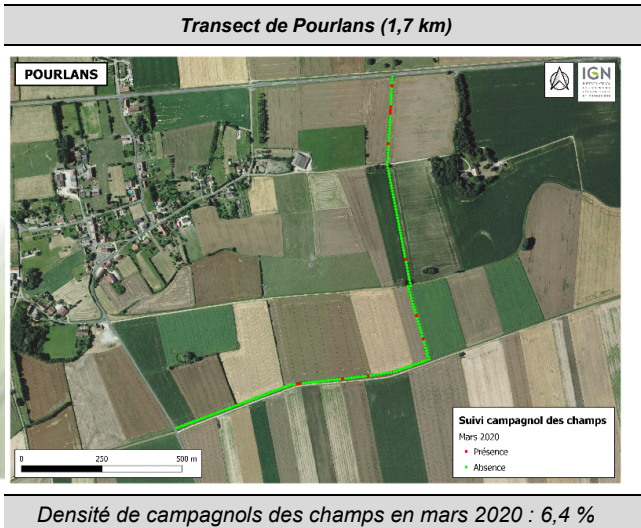 Transect de Pourlans (1,7 km)
POURLANS
IGN
Suivi campagnol des champs
Mars 2020
Présence
Absence
0 250 500 m
Densité de campagnols des champs en mars 2020 : 6,4 %